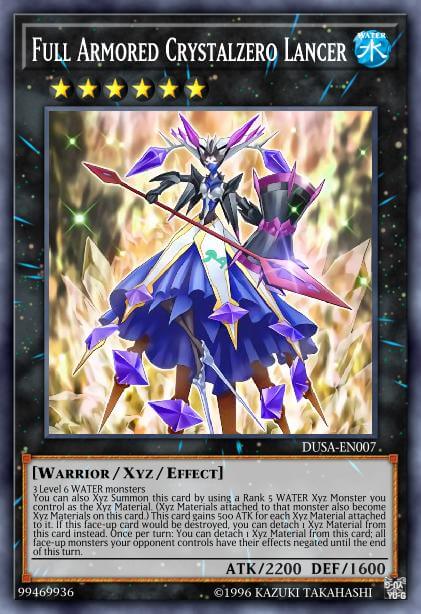 FULL ARMORED CRYSTALZERO LANCER
WATER
水
DUSA-EN007
[WARRIOR / XYZ / EFFECT]
3 Level 6 WATER monsters
You can also Xyz Summon this card by using a Rank 5 WATER Xyz Monster you
control as the Xyz Material. (Xyz Materials attached to that monster also become
Xyz Materials on this card.) This card gains 500 ATK for each Xyz Material attached
to it. If this face-up card would be destroyed, you can detach 1 Xyz Material from
this card instead. Once per turn: You can detach 1 Xyz Material from this card; all
face-up monsters your opponent controls have their effects negated until the end
of this turn.
ATK/2200 DEF/1600
99469936
©1996 KAZUKI TAKAHASHI